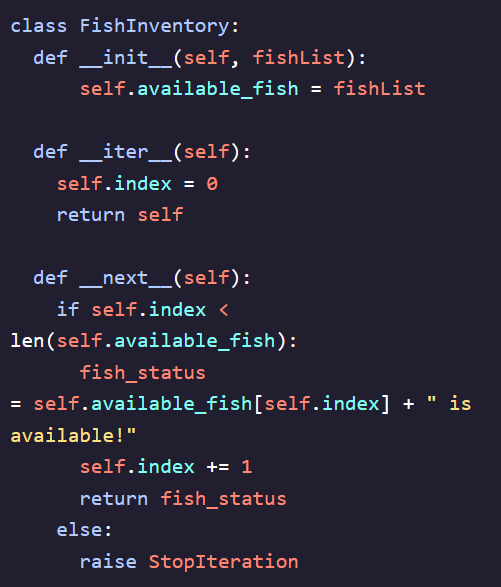 class FishInventory:
  def __init__(self, fishList):
      self.available_fish = fishList

  def __iter__(self):
    self.index = 0
    return self

  def __next__(self):
    if self.index <
len(self.available_fish):
      fish_status
= self.available_fish[self.index] + " is
available!"
      self.index += 1
      return fish_status
    else:
      raise StopIteration